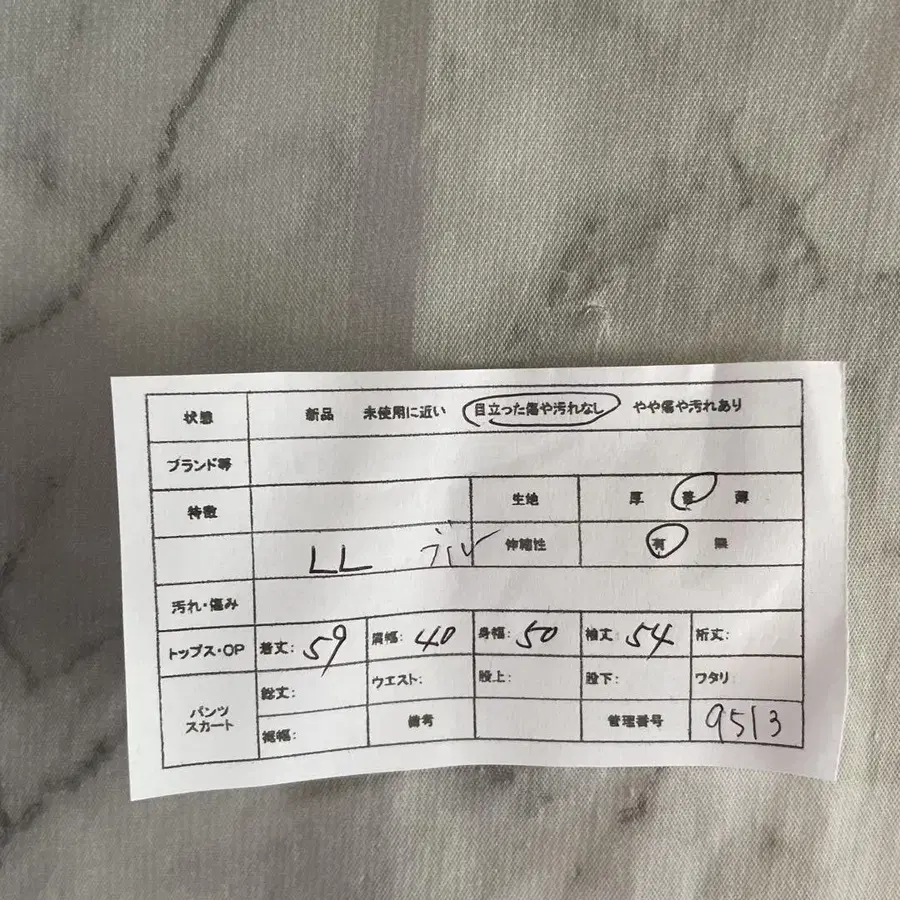 状態 新品 未使用に近い 目立った傷や汚れなし やや傷や汚れあり
ブランド等
特徴 生地 厚 普 薄
LL 伸縮性 有 無
汚れ・傷み
トップス・OP 着丈: 59 肩幅: 40 身幅: 50 袖丈: 54 裄丈:
パンツ スカート 総丈: ウエスト: 股上: 股下: ワタリ:
裾幅: 備考 管理番号 9513